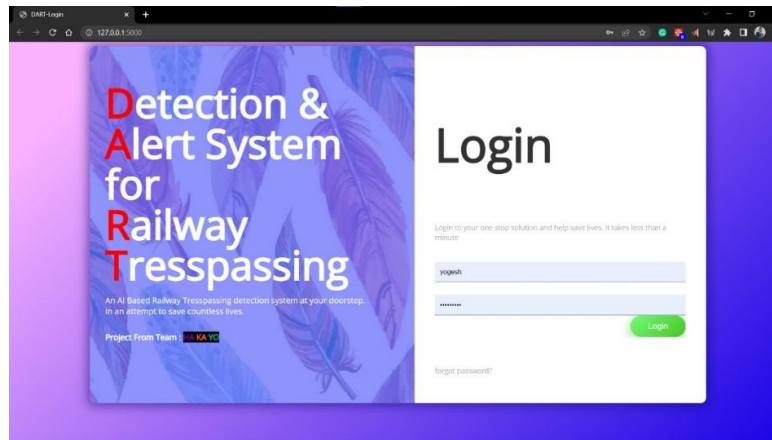 DART-Login
127.0.0.1:5000
Detection &
Alert System
for
Railway
Tresspassing
An AI Based Railway Tresspassing detection system at your doorstep.
In an attempt to save countless lives.
Project From Team : HA KA YO
Login
Login to your one stop solution and help save lives, it takes less than a
minute
yogesh
•••••••••
Login
forgot password?